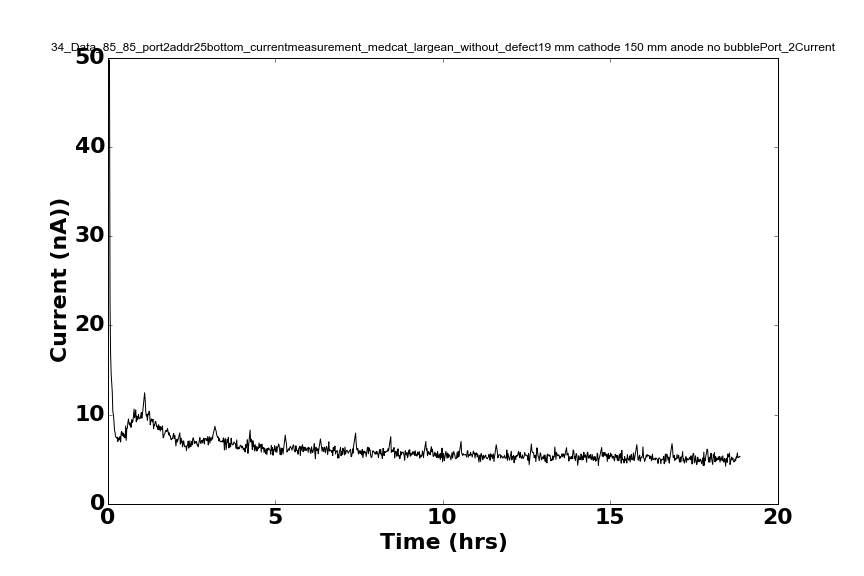 34_Data_85_85_port2addr25bottom_currentmeasurement_medcat_largean_without_defect19 mm cathode 150 mm anode no bubblePort_2Current
50
40
30
20
10
0
Current (nA))
0 5 10 15 20
Time (hrs)